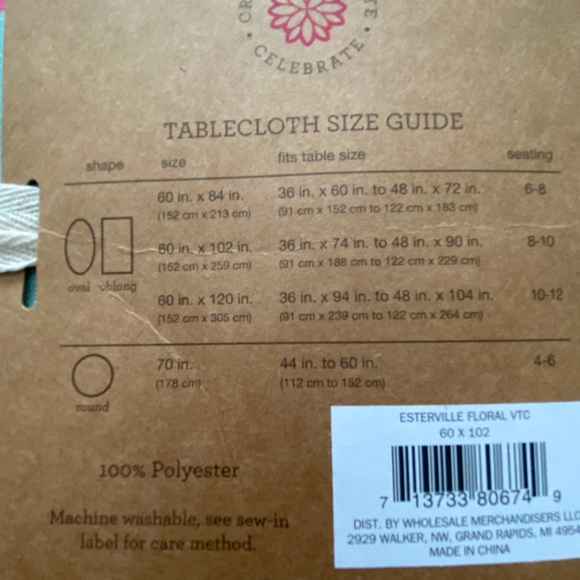 CELEBRATE
TABLECLOTH SIZE GUIDE
shape size fits table size seating
60 in. x 84 in. 36 in. x 60 in. to 48 in. x 72 in. 6-8
(152 cm x 213 cm) (91 cm x 152 cm to 122 cm x 183 cm)
60 in. x 102 in. 36 in. x 74 in. to 48 in. x 90 in. 8-10
(152 cm x 259 cm) (91 cm x 188 cm to 122 cm x 229 cm)
oval oblong
60 in. x 120 in. 36 in. x 94 in. to 48 in. x 104 in. 10-12
(152 cm x 305 cm) (91 cm x 239 cm to 122 cm x 264 cm)
70 in. 44 in. to 60 in. 4-6
(178 cm) (112 cm to 152 cm)
round
100% Polyester
Machine washable, see sew-in
label for care method.
ESTERVILLE FLORAL VTC
60 X 102
7 13733 80674 9
DIST. BY WHOLESALE MERCHANDISERS LLC
2929 WALKER, NW, GRAND RAPIDS, MI 4954
MADE IN CHINA